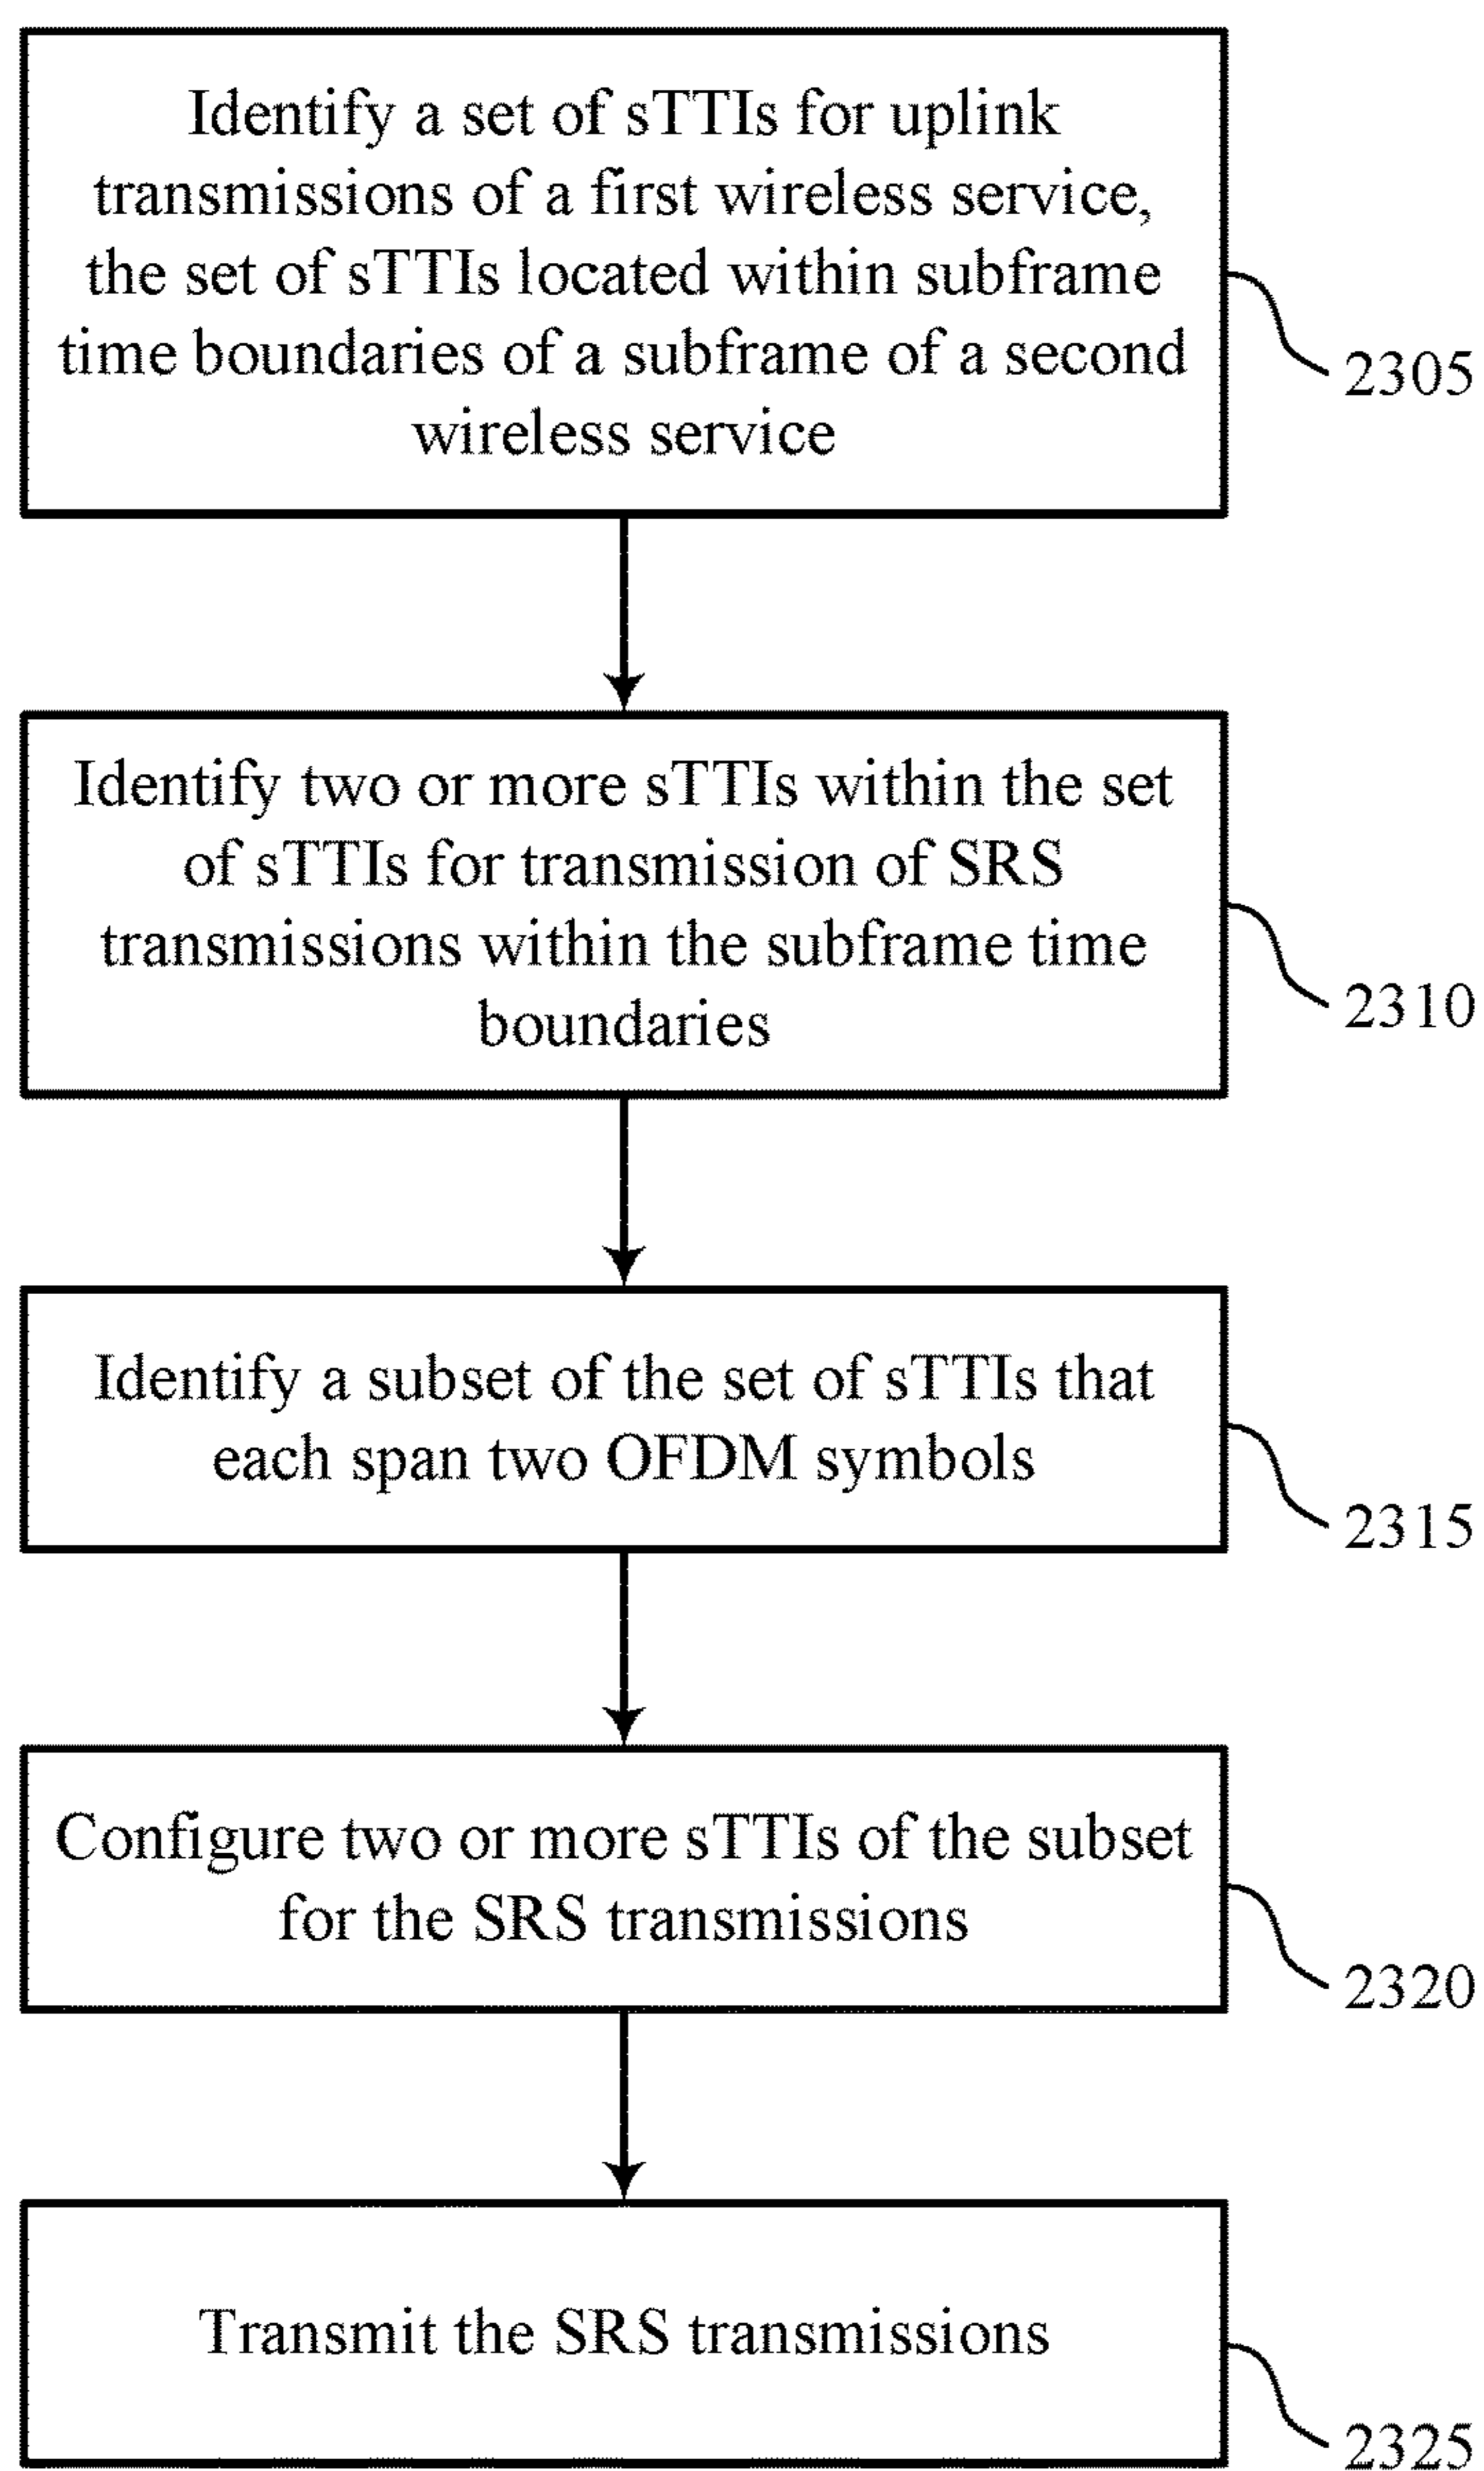 Identify a set of sTTIs for uplink
transmissions of a first wireless service,
the set of sTTIs located within subframe
time boundaries of a subframe of a second
wireless service
2305
Identify two or more sTTIs within the set
of sTTIs for transmission of SRS
transmissions within the subframe time
boundaries
2310
Identify a subset of the set of sTTIs that
each span two OFDM symbols
2315
Configure two or more sTTIs of the subset
for the SRS transmissions
2320
Transmit the SRS transmissions
2325